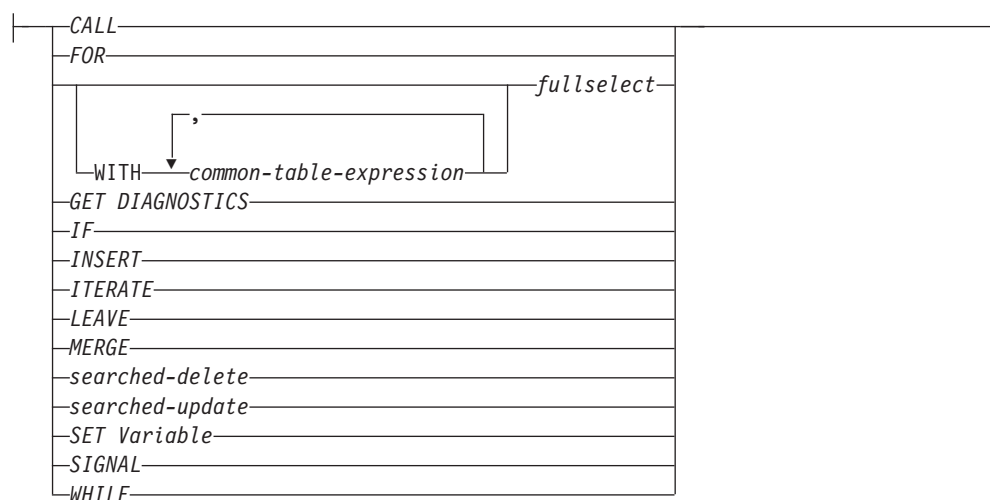 CALL
FOR
fullselect
,
WITH common-table-expression
GET DIAGNOSTICS
IF
INSERT
ITERATE
LEAVE
MERGE
searched-delete
searched-update
SET Variable
SIGNAL
WHILE